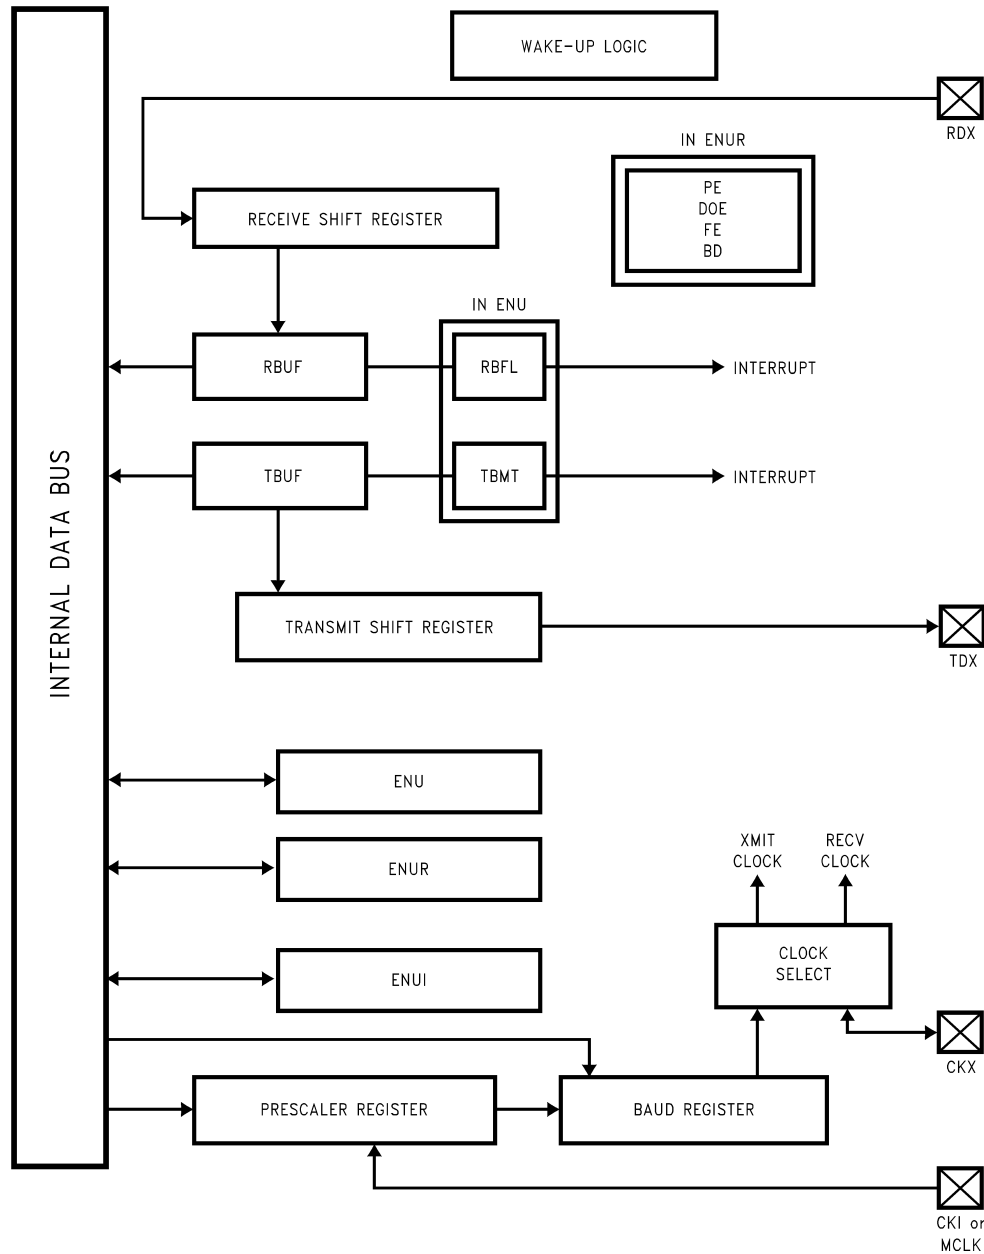 WAKE-UP LOGIC
RDX
IN ENUR
PE
DOE
FE
BD
RECEIVE SHIFT REGISTER
IN ENU
RBUF
RBFL
INTERRUPT
TBUF
TBMT
INTERRUPT
INTERNAL DATA BUS
TRANSMIT SHIFT REGISTER
TDX
ENU
ENUR
XMIT
CLOCK
RECV
CLOCK
CLOCK
SELECT
ENUI
CKX
PRESCALER REGISTER
BAUD REGISTER
CKI or
MCLK